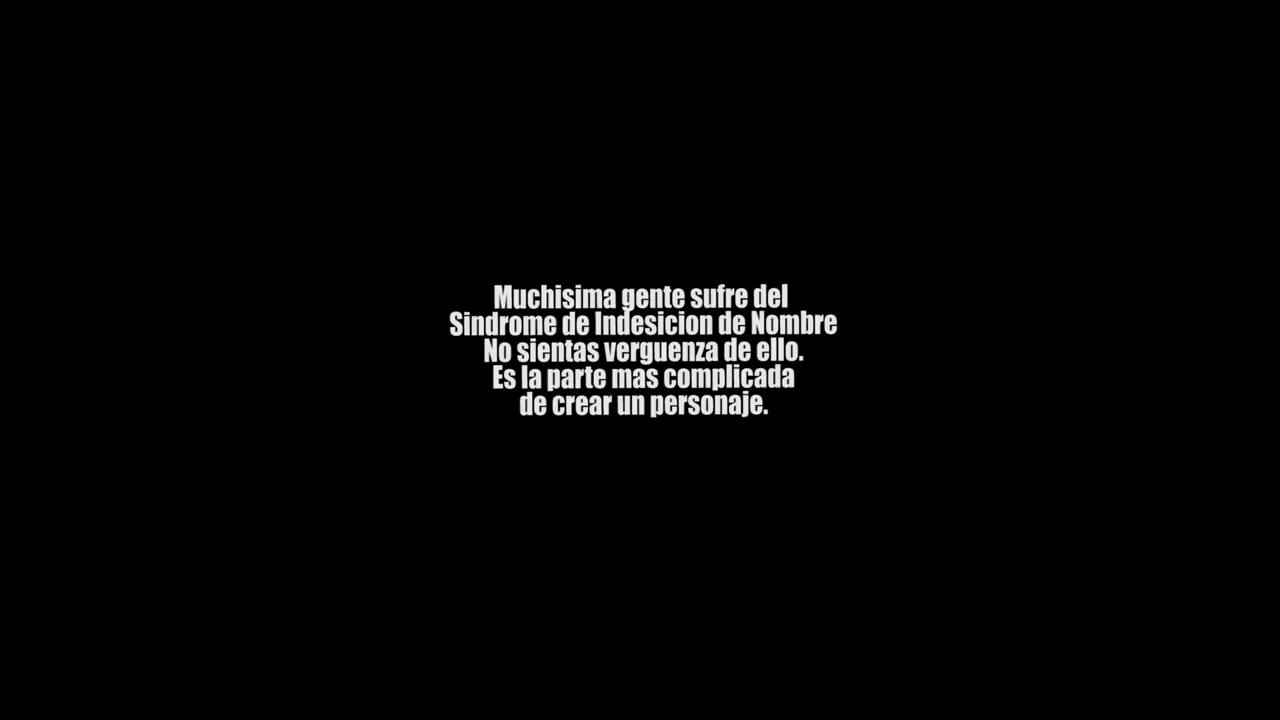 Muchisima gente sufre del
Sindrome de Indesicion de Nombre
No sientas verguenza de ello.
Es la parte mas complicada
de crear un personaje.